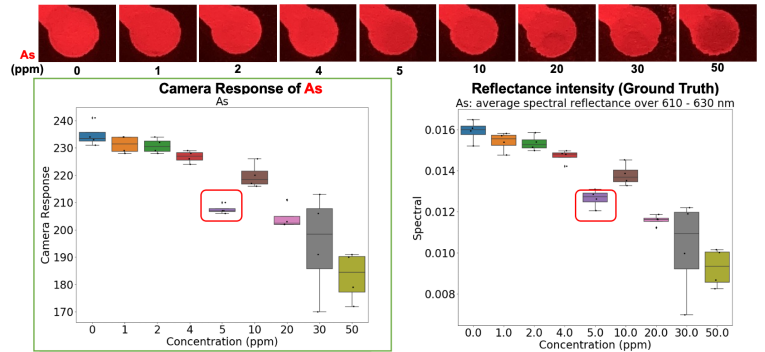 As
(ppm)
0 1 2 4 5 10 20 30 50
Camera Response of As
As
Camera Response
240
230
220
210
200
190
180
170
0 1 2 4 5 10 20 30 50
Concentration (ppm)
Reflectance intensity (Ground Truth)
As: average spectral reflectance over 610 - 630 nm
Spectral
0.016
0.014
0.012
0.010
0.008
0.0 1.0 2.0 4.0 5.0 10.0 20.0 30.0 50.0
Concentration (ppm)